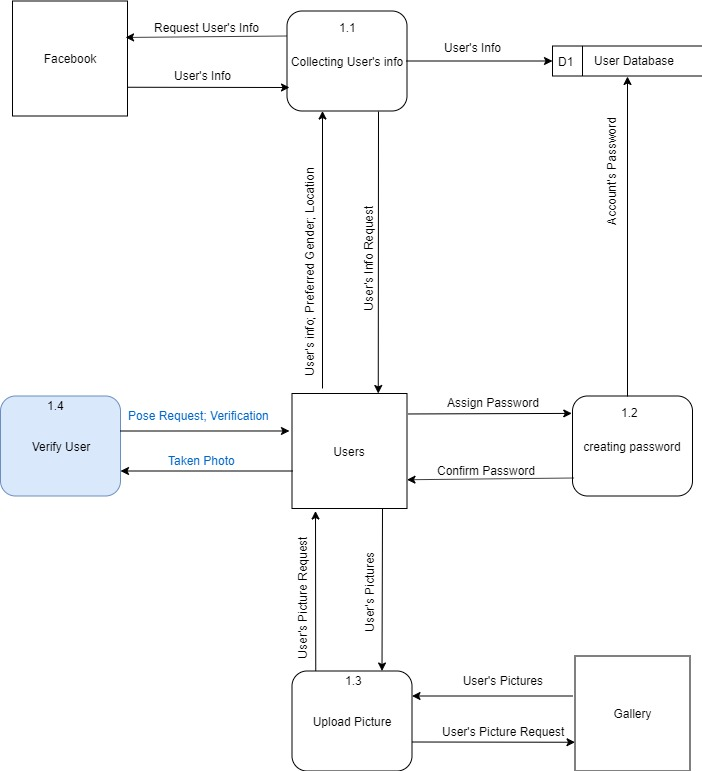 Request User's Info
1.1
Facebook
Collecting User's info
User's Info
D1
User Database
User's Info
Account's Password
User's info; Preferred Gender; Location
User's Info Request
1.4
Verify User
Pose Request; Verification
Taken Photo
Users
Assign Password
Confirm Password
1.2
creating password
User's Picture Request
User's Pictures
1.3
Upload Picture
User's Pictures
User's Picture Request
Gallery